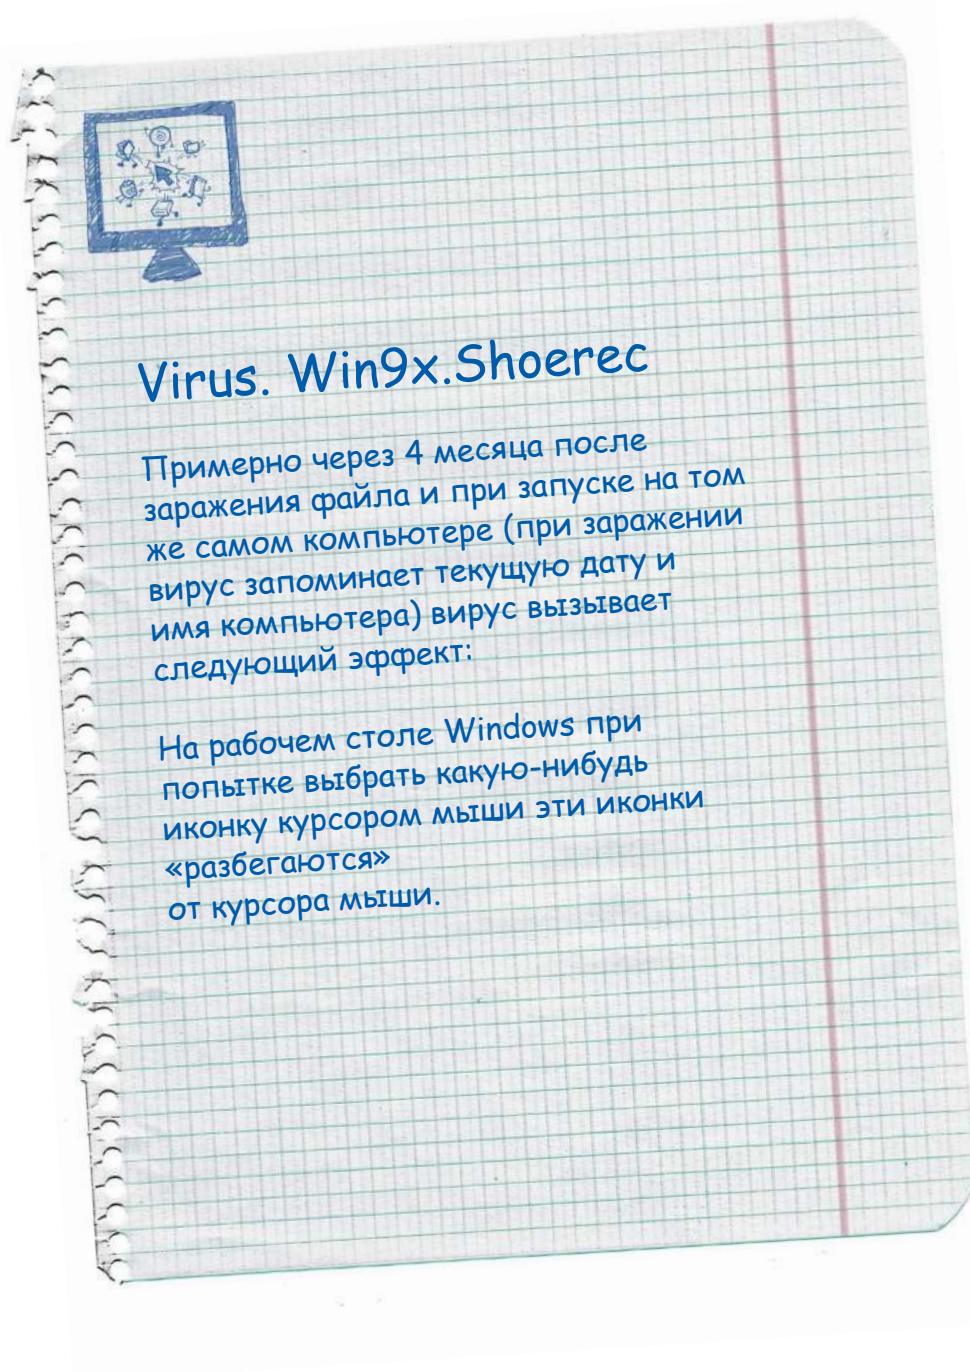 Virus. Win9x.Shoerec
Примерно через 4 месяца после
заражения файла и при запуске на том
же самом компьютере (при заражении
вирус запоминает текущую дату и
имя компьютера) вирус вызывает
следующий эффект:
На рабочем столе Windows при
попытке выбрать какую-нибудь
иконку курсором мыши эти иконки
«разбегаются»
от курсора мыши.